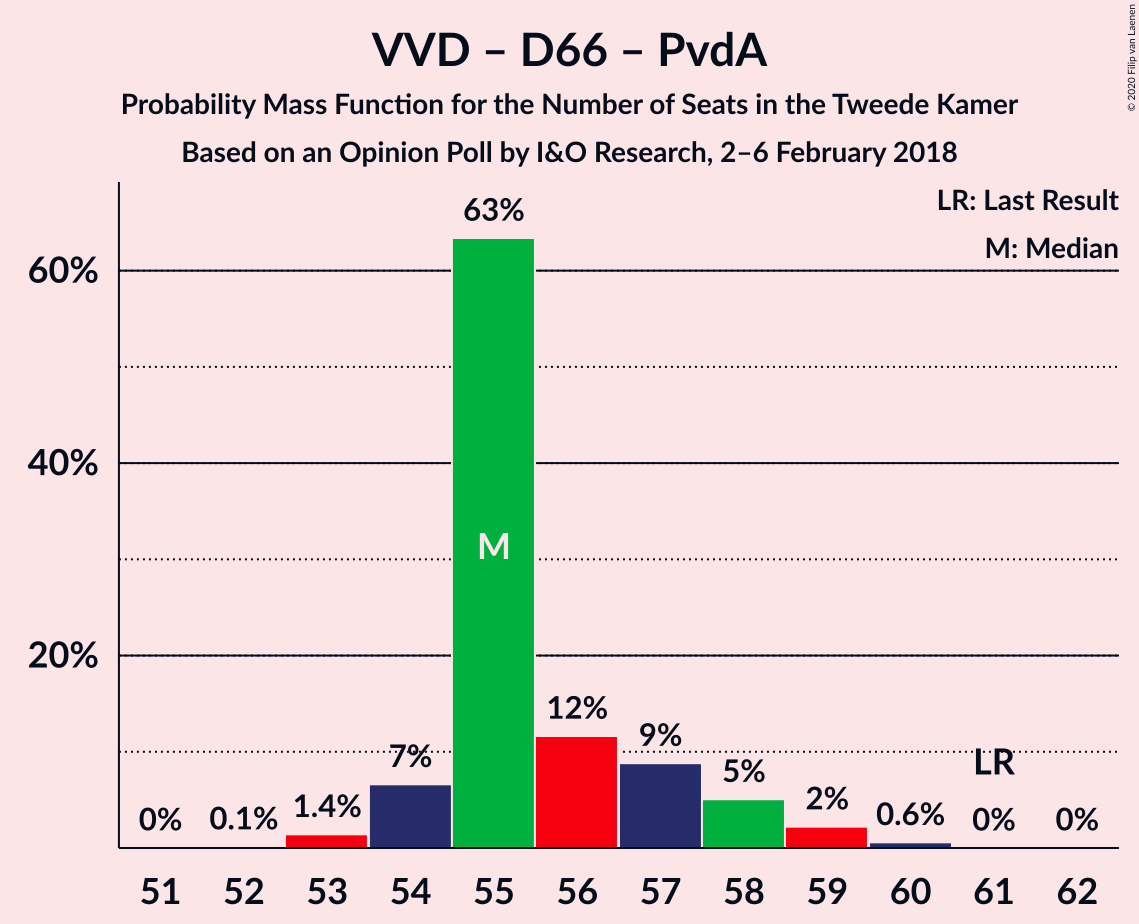 VVD – D66 – PvdA
Probability Mass Function for the Number of Seats in the Tweede Kamer
Based on an Opinion Poll by I&O Research, 2–6 February 2018
© 2020 Filip van Laenen
LR: Last Result
M: Median
60%
40%
20%
0%
0.1%
1.4%
7%
63%
12%
9%
5%
2%
0.6%
0%
0%
M
LR
51 52 53 54 55 56 57 58 59 60 61 62